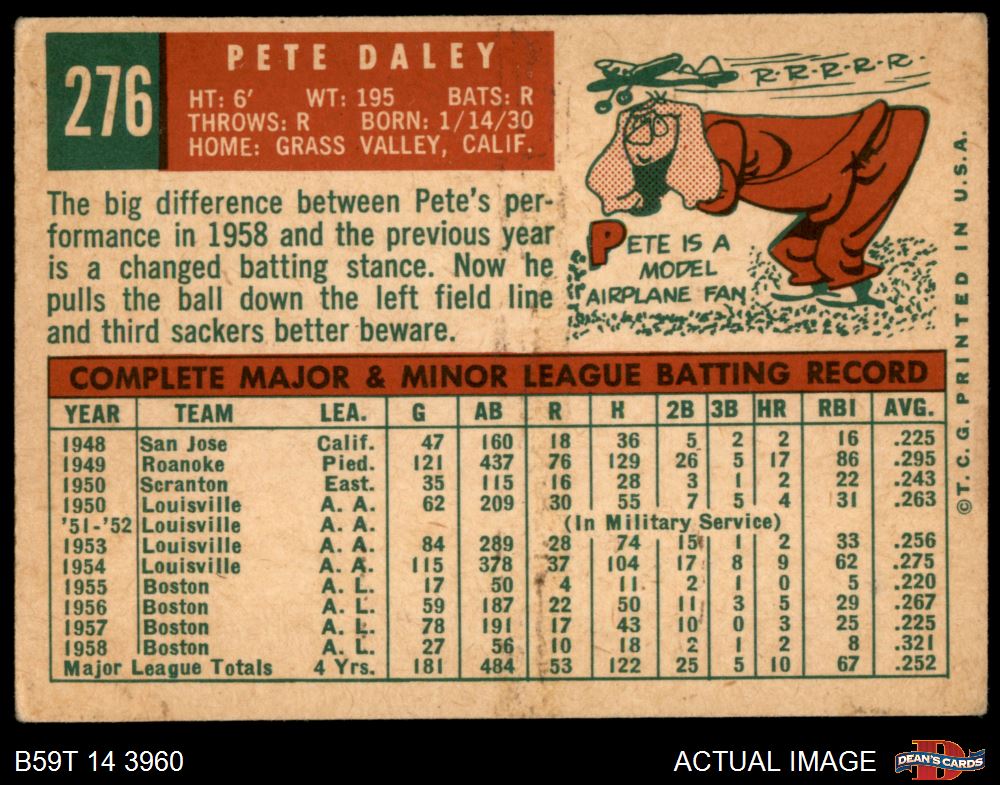 276
PETE DALEY
HT: 6' WT: 195 BATS: R
THROWS: R BORN: 1/14/30
HOME: GRASS VALLEY, CALIF.
R-R-R-R-R-R.
PETE IS A
MODEL
AIRPLANE FAN
The big difference between Pete's per-
formance in 1958 and the previous year
is a changed batting stance. Now he
pulls the ball down the left field line
and third sackers better beware.
COMPLETE MAJOR & MINOR LEAGUE BATTING RECORD
YEAR TEAM LEA. G AB R H 2B 3B HR RBI AVG.
1948 San Jose Calif. 47 160 18 36 5 2 2 16 .225
1949 Roanoke Pied. 121 437 76 129 26 5 17 86 .295
1950 Scranton East. 35 115 16 28 3 1 2 22 .243
1950 Louisville A. A. 62 209 30 55 7 5 4 31 .263
'51-'52 Louisville (In Military Service)
1953 Louisville A. A. 84 289 28 74 15 1 2 33 .256
1954 Louisville A. A. 115 378 37 104 17 8 9 62 .275
1955 Boston A. L. 17 50 4 11 2 1 0 5 .220
1956 Boston A. L. 59 187 22 50 11 3 5 29 .267
1957 Boston A. L. 78 191 17 43 10 0 3 25 .225
1958 Boston A. L. 27 56 10 18 2 1 2 8 .321
Major League Totals 4 Yrs. 181 484 53 122 25 5 10 67 .252
©T. C. G. PRINTED IN U.S.A.
B59T 14 3960
ACTUAL IMAGE
DEAN'S CARDS